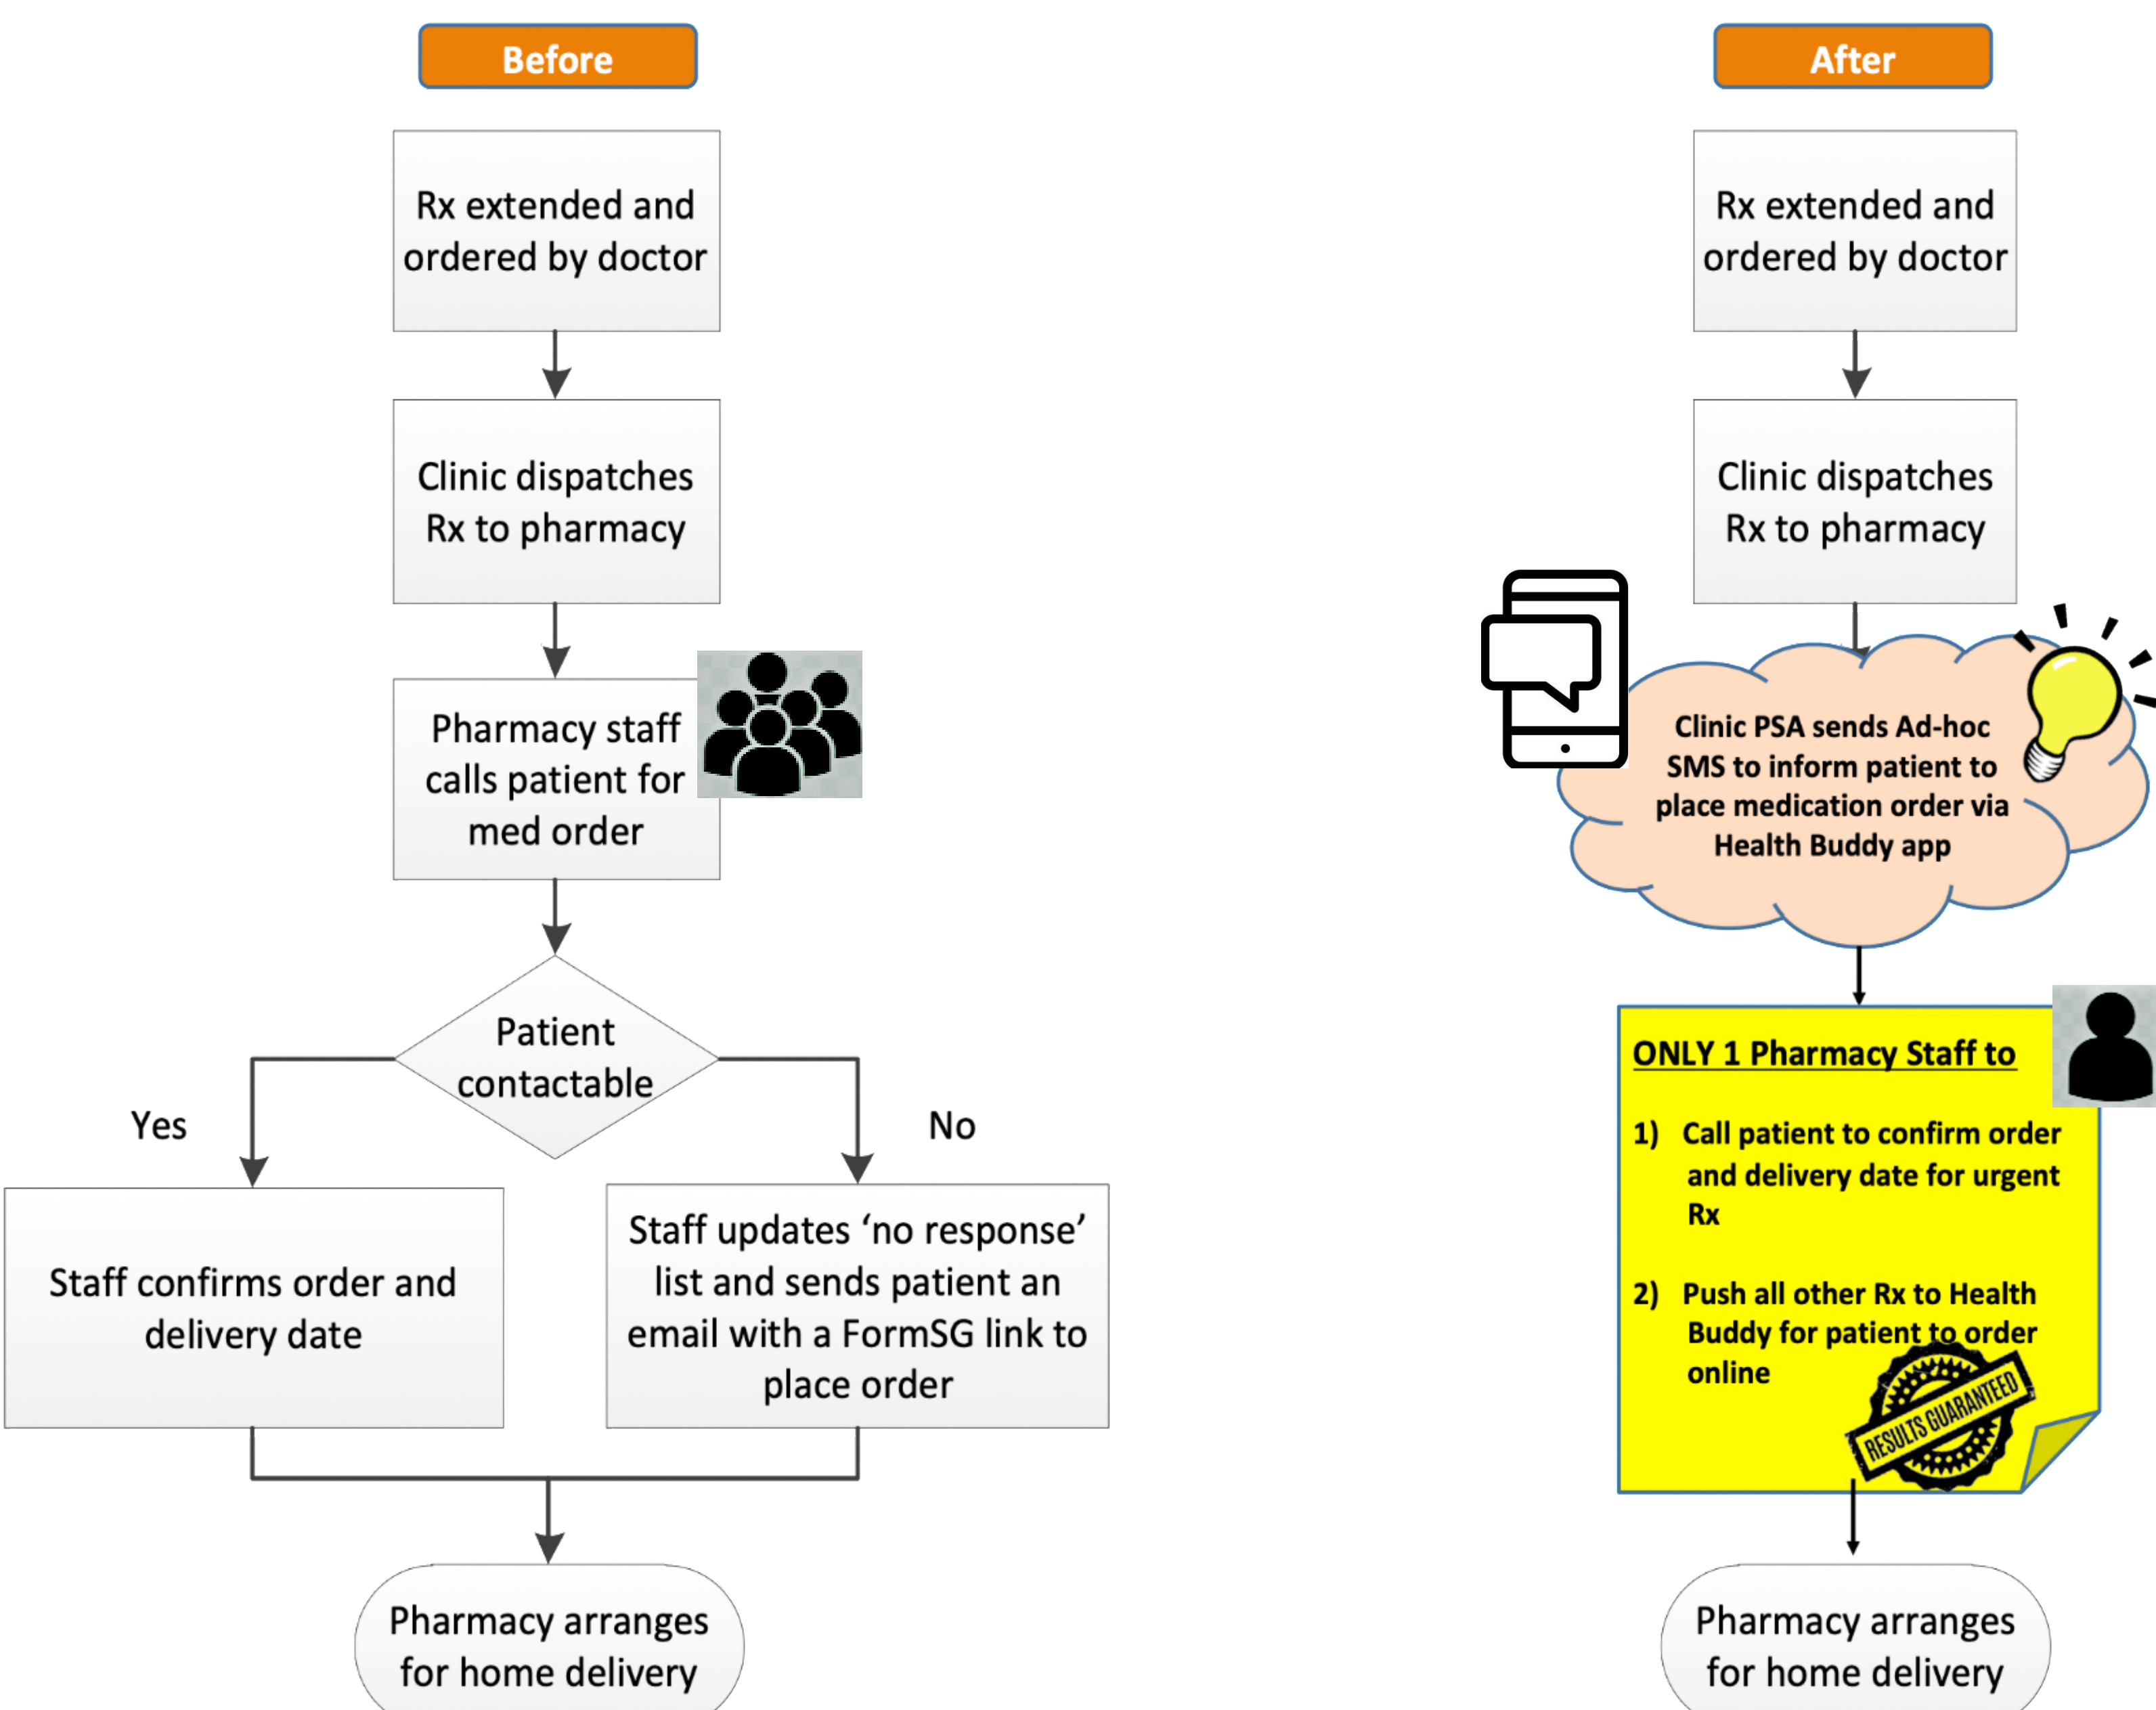 Before
Rx extended and
ordered by doctor
Clinic dispatches
Rx to pharmacy
Pharmacy staff
calls patient for
med order
Patient
contactable
Yes
No
Staff confirms order and
delivery date
Staff updates ‘no response’
list and sends patient an
email with a FormSG link to
place order
Pharmacy arranges
for home delivery
After
Rx extended and
ordered by doctor
Clinic dispatches
Rx to pharmacy
Clinic PSA sends Ad-hoc
SMS to inform patient to
place medication order via
Health Buddy app
ONLY 1 Pharmacy Staff to
1) Call patient to confirm order
and delivery date for urgent
Rx
2) Push all other Rx to Health
Buddy for patient to order
online
RESULTS GUARANTEED
Pharmacy arranges
for home delivery